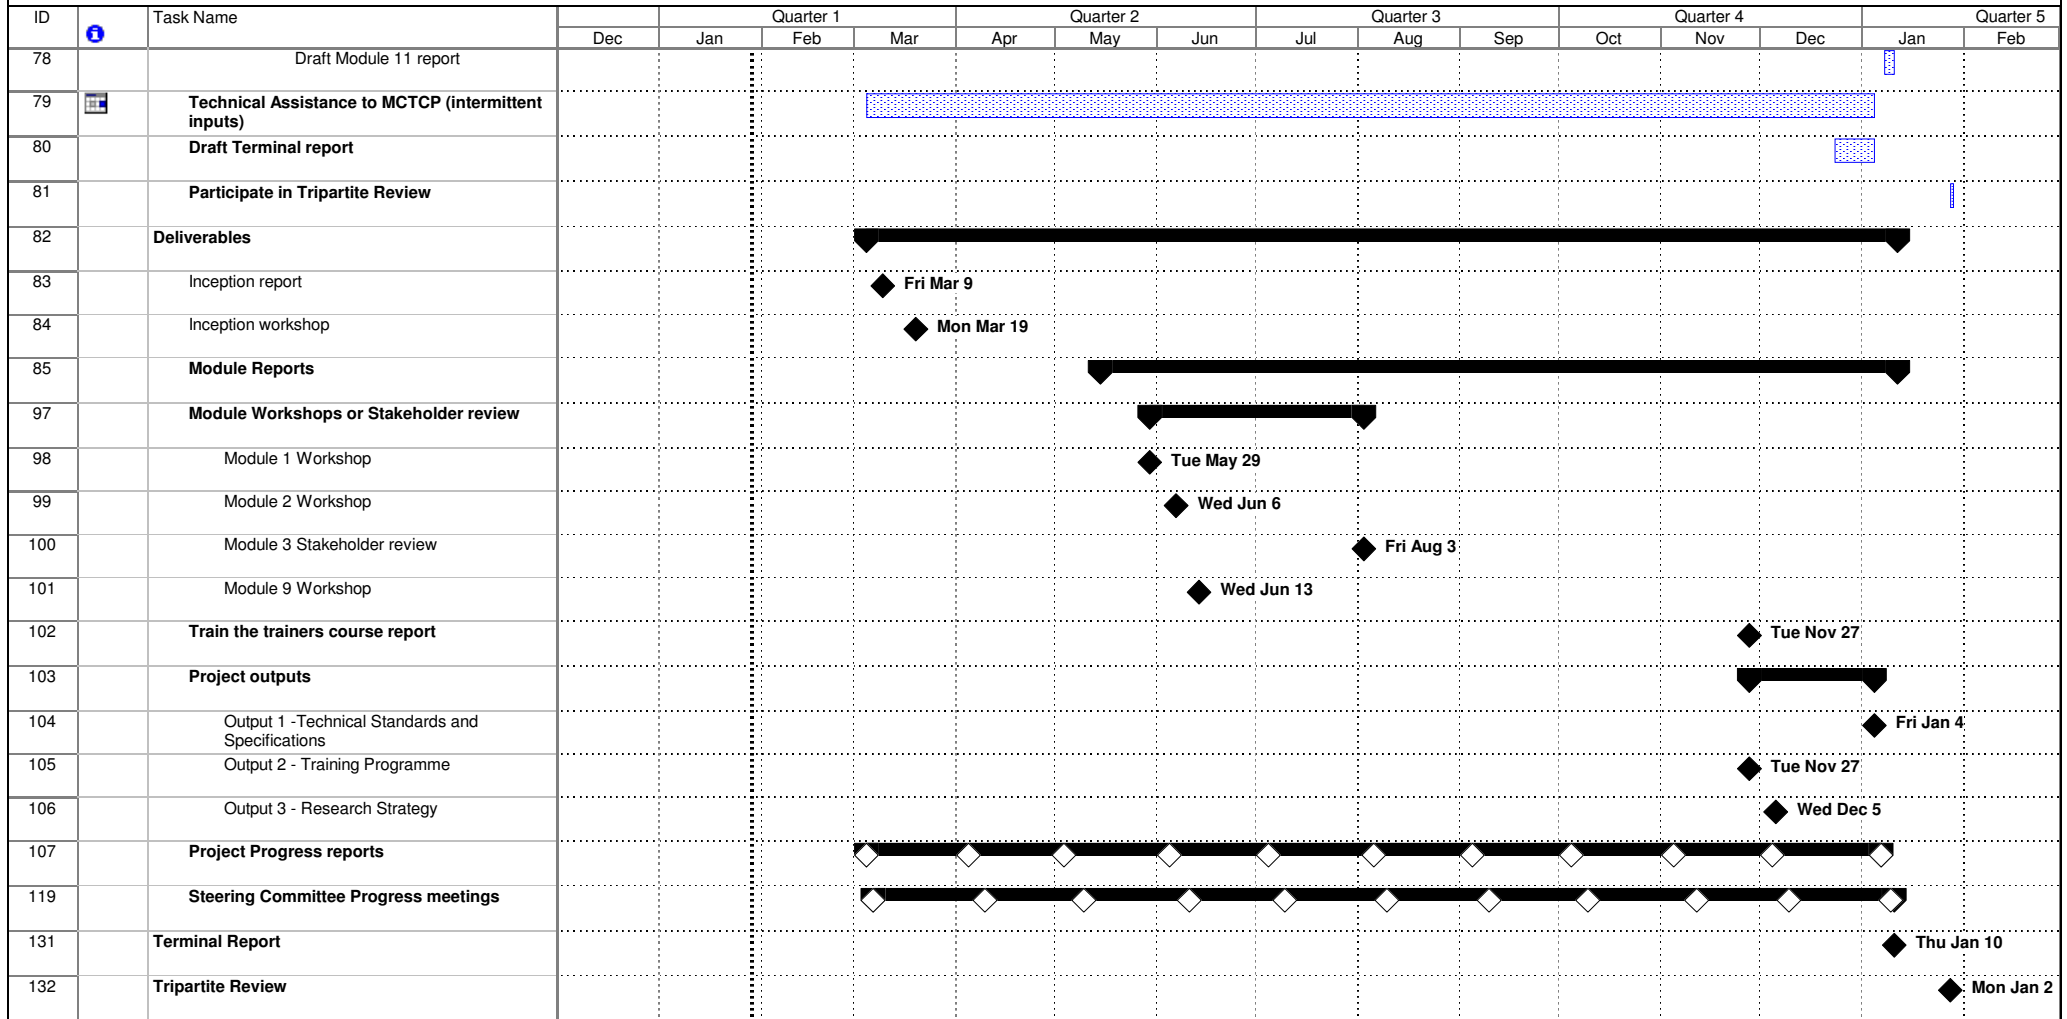 ID Task Name Quarter 1 Quarter 2 Quarter 3 Quarter 4 Quarter 5
Dec Jan Feb Mar Apr May Jun Jul Aug Sep Oct Nov Dec Jan Feb
78 Draft Module 11 report
79 Technical Assistance to MCTCP (intermittent
inputs)
80 Draft Terminal report
81 Participate in Tripartite Review
82 Deliverables
83 Inception report Fri Mar 9
84 Inception workshop Mon Mar 19
85 Module Reports
97 Module Workshops or Stakeholder review
98 Module 1 Workshop Tue May 29
99 Module 2 Workshop Wed Jun 6
100 Module 3 Stakeholder review Fri Aug 3
101 Module 9 Workshop Wed Jun 13
102 Train the trainers course report Tue Nov 27
103 Project outputs
104 Output 1 -Technical Standards and Fri Jan 4
Specifications
105 Output 2 - Training Programme Tue Nov 27
106 Output 3 - Research Strategy Wed Dec 5
107 Project Progress reports
119 Steering Committee Progress meetings
131 Terminal Report Thu Jan 10
132 Tripartite Review Mon Jan 2